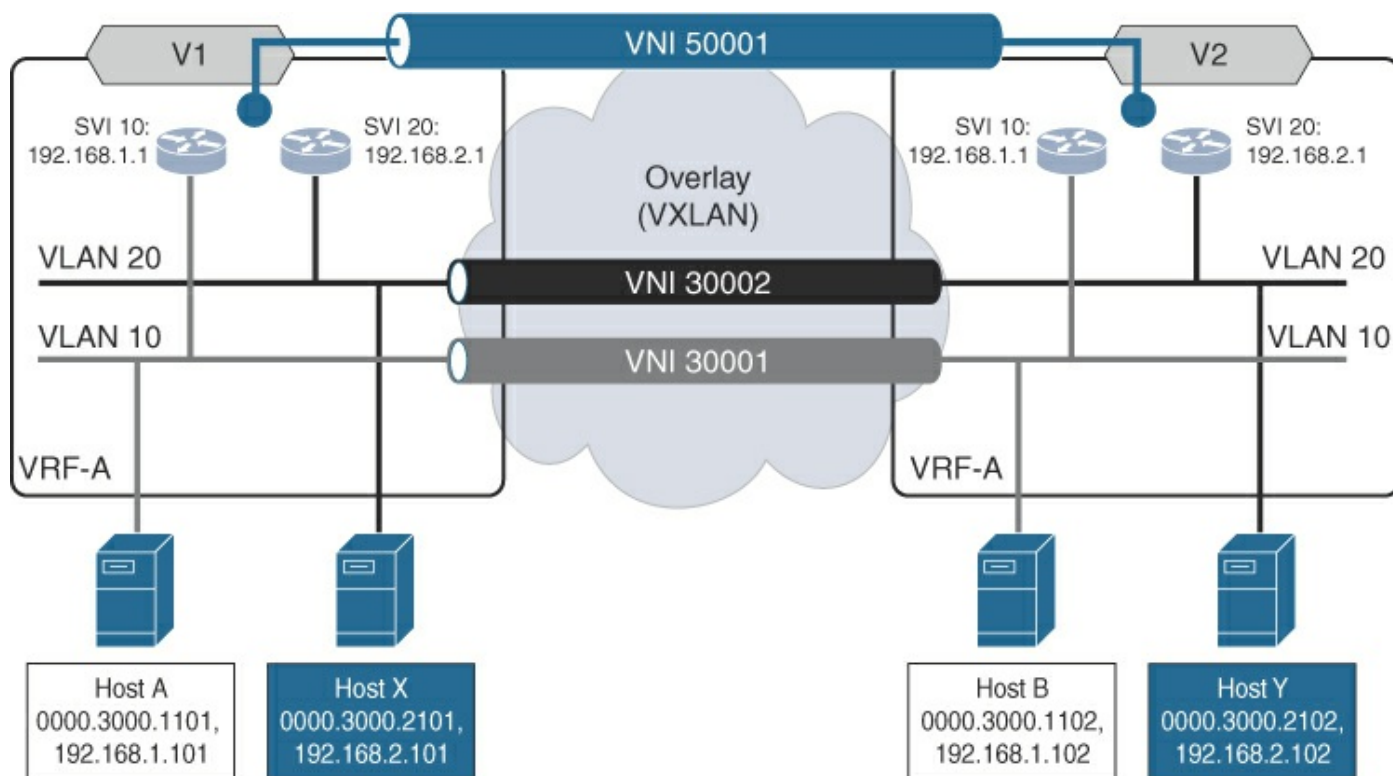 VNI 50001
V1
V2
SVI 10:
192.168.1.1
SVI 20:
192.168.2.1
SVI 10:
192.168.1.1
SVI 20:
192.168.2.1
Overlay
(VXLAN)
VLAN 20
VNI 30002
VLAN 20
VLAN 10
VNI 30001
VLAN 10
VRF-A
VRF-A
Host A
0000.3000.1101,
192.168.1.101
Host X
0000.3000.2101,
192.168.2.101
Host B
0000.3000.1102,
192.168.1.102
Host Y
0000.3000.2102,
192.168.2.102